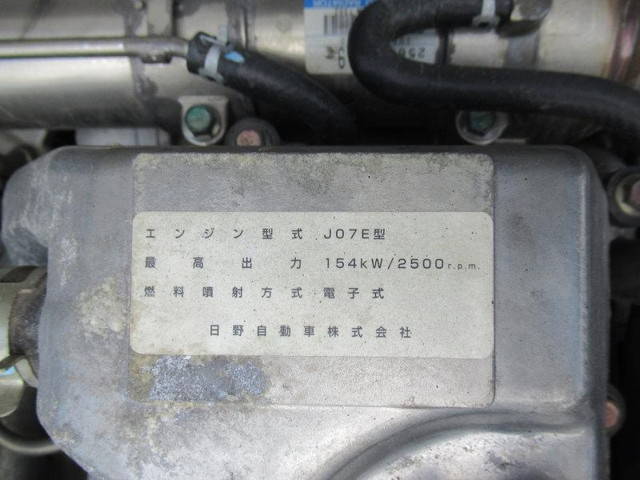 RADIATOR
エンジン型式 J07E型
最高出力 154kW/2500r.p.m.
燃料噴射方式 電子式
日野自動車株式会社